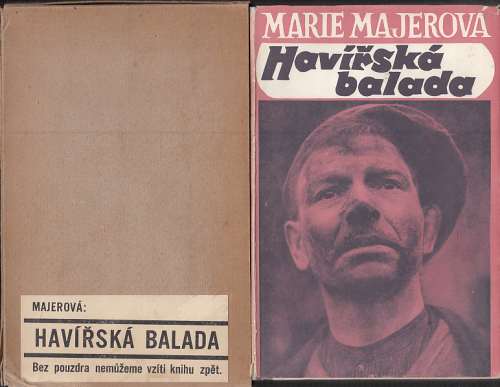 MAJEROVÁ:
HAVÍŘSKÁ BALADA
Bez pouzdra nemůžeme vzíti knihu zpět.
MARIE MAJEROVÁ
Havířská
balada